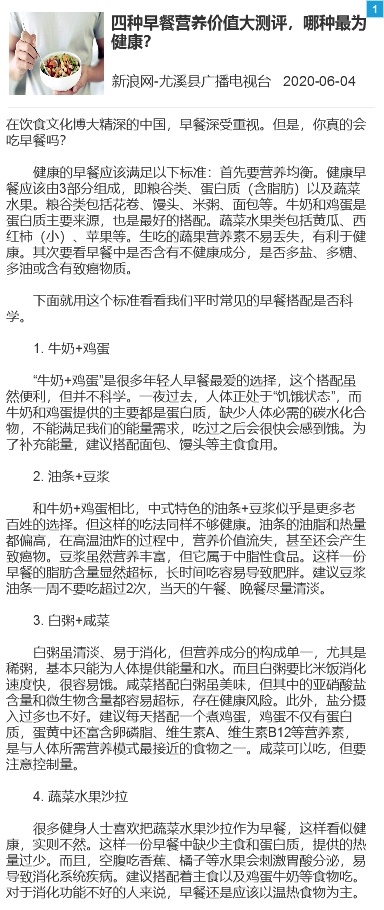 1
四种早餐营养价值大测评，哪种最为
健康？
新浪网-尤溪县广播电视台 2020-06-04
在饮食文化博大精深的中国，早餐深受重视。但是，你真的会
吃早餐吗？
健康的早餐应该满足以下标准：首先要营养均衡。健康早
餐应该由3部分组成，即粮谷类、蛋白质（含脂肪）以及蔬菜
水果。粮谷类包括花卷、馒头、米粥、面包等。牛奶和鸡蛋是
蛋白质主要来源，也是最好的搭配。蔬菜水果类包括黄瓜、西
红柿（小）、苹果等。生吃的蔬果营养素不易丢失，有利于健
康。其次要看早餐中是否含有不健康成分，是否多盐、多糖、
多油或含有致癌物质。
下面就用这个标准看看我们平时常见的早餐搭配是否科
学。
1. 牛奶+鸡蛋
“牛奶+鸡蛋”是很多年轻人早餐最爱的选择，这个搭配虽
然便利，但并不科学。一夜过去，人体正处于“饥饿状态”，而
牛奶和鸡蛋提供的主要都是蛋白质，缺少人体必需的碳水化合
物，不能满足我们的能量需求，吃过之后会很快会感到饿。为
了补充能量，建议搭配面包、馒头等主食食用。
2. 油条+豆浆
和牛奶+鸡蛋相比，中式特色的油条+豆浆似乎是更多老
百姓的选择。但这样的吃法同样不够健康。油条的油脂和热量
都偏高，在高温油炸的过程中，营养价值流失，甚至还会产生
致癌物。豆浆虽然营养丰富，但它属于中脂性食品。这样一份
早餐的脂肪含量显然超标，长时间吃容易导致肥胖。建议豆浆
油条一周不要吃超过2次，当天的午餐、晚餐尽量清淡。
3. 白粥+咸菜
白粥虽清淡、易于消化，但营养成分的构成单一，尤其是
稀粥，基本只能为人体提供能量和水。而且白粥要比米饭消化
速度快，很容易饿。咸菜搭配白粥虽美味，但其中的亚硝酸盐
含量和微生物含量都容易超标，存在健康风险。此外，盐分摄
入过多也不好。建议每天搭配一个煮鸡蛋，鸡蛋不仅有蛋白
质，蛋黄中还富含卵磷脂、维生素A、维生素B12等营养素，
是与人体所需营养模式最接近的食物之一。咸菜可以吃，但要
注意控制量。
4. 蔬菜水果沙拉
很多健身人士喜欢把蔬菜水果沙拉作为早餐，这样看似健
康，实则不然。这样一份早餐中缺少主食和蛋白质，提供的热
量过少。而且，空腹吃香蕉、橘子等水果会刺激胃酸分泌，易
导致消化系统疾病。建议搭配着主食以及鸡蛋牛奶等食物吃。
对于消化功能不好的人来说，早餐还是应该以温热食物为主。